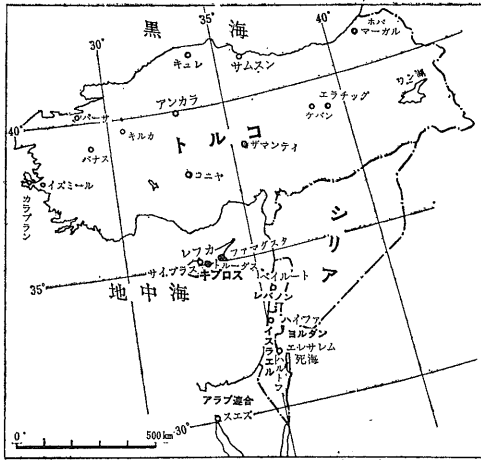 黒海
35°
40°
ホパ
マーガル
30°
キュレ
サムスン
アンカラ
エラチッグ
ワン湖
ケバン
40
パーサ
キルカ
トルコ
バナス
ザマンティ
イズミール
コニヤ
カラブラン
シリア
レフカ
ファマグスタ
トルーガス
サイプラス
キプロス
35°
地中海
ベイルート
レバノン
ハイファ
ヨルダン
イスラエル
エレサレム
死海
ハルトフ
アラブ連合
30°
スエズ
0
500km